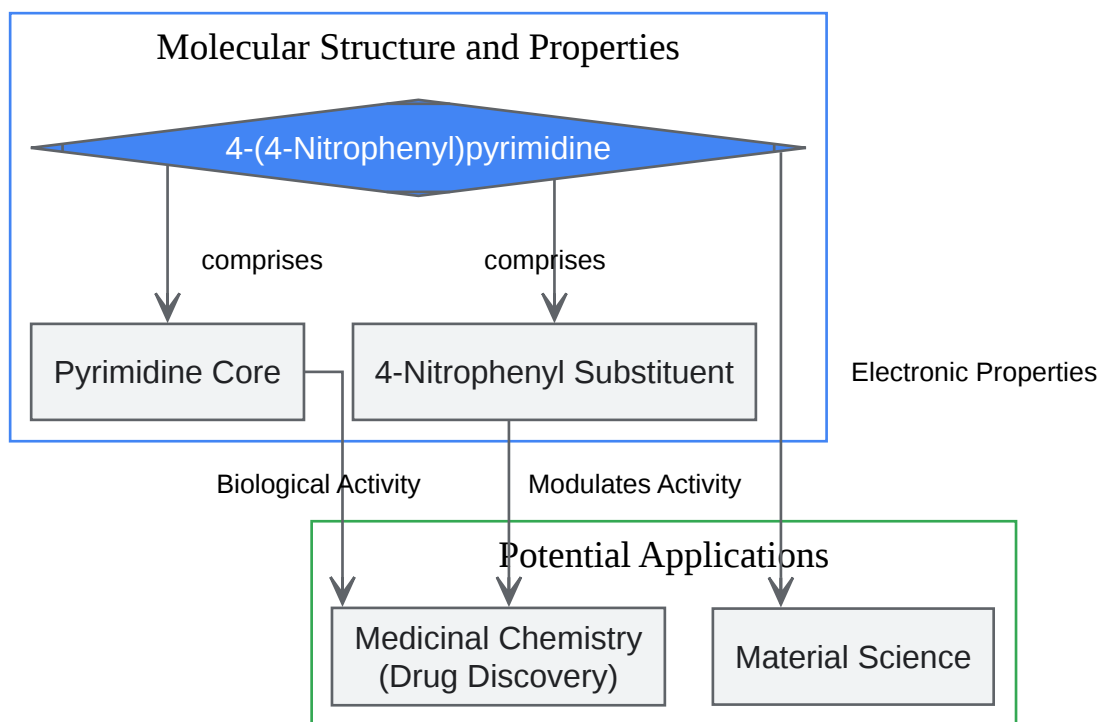 Molecular Structure and Properties
4-(4-Nitrophenyl)pyrimidine
comprises
comprises
Pyrimidine Core
4-Nitrophenyl Substituent
Electronic Properties
Biological Activity
Modulates Activity
Potential Applications
Medicinal Chemistry
(Drug Discovery)
Material Science